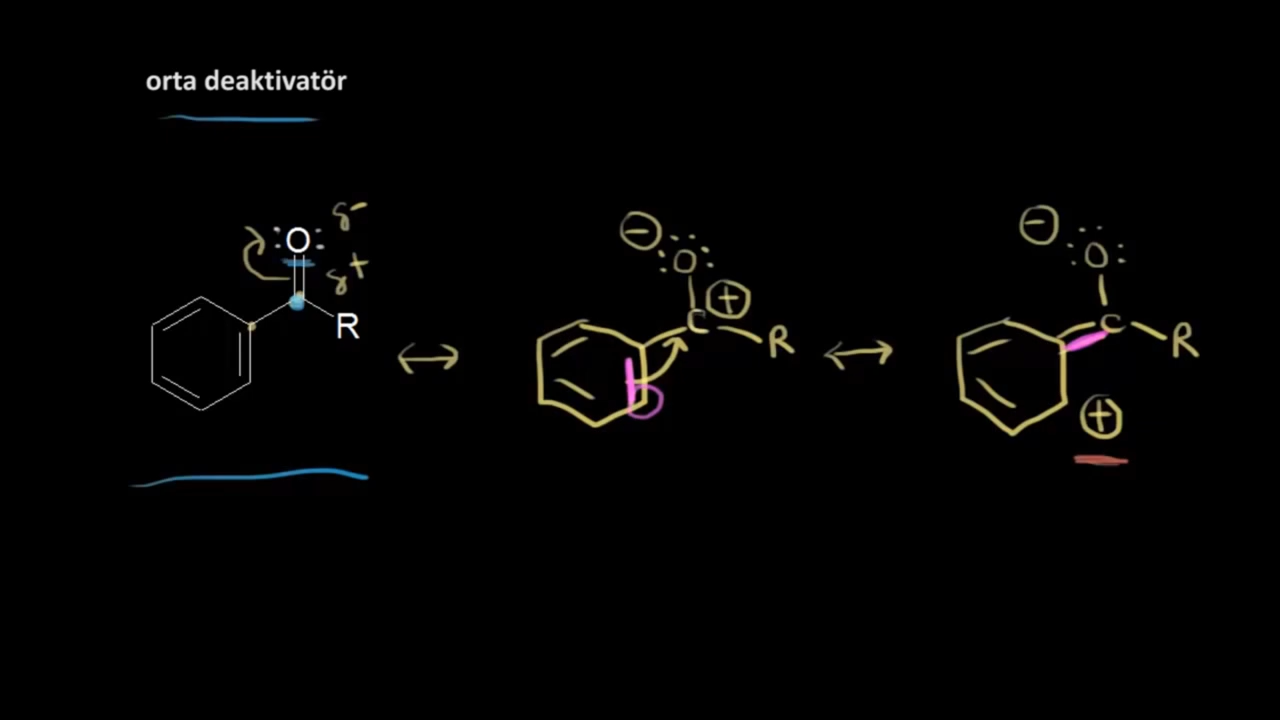 orta deaktivatör
:O: δ-
δ+
R
⊖ O
C ⊕ R
⊖ O
C R
⊕